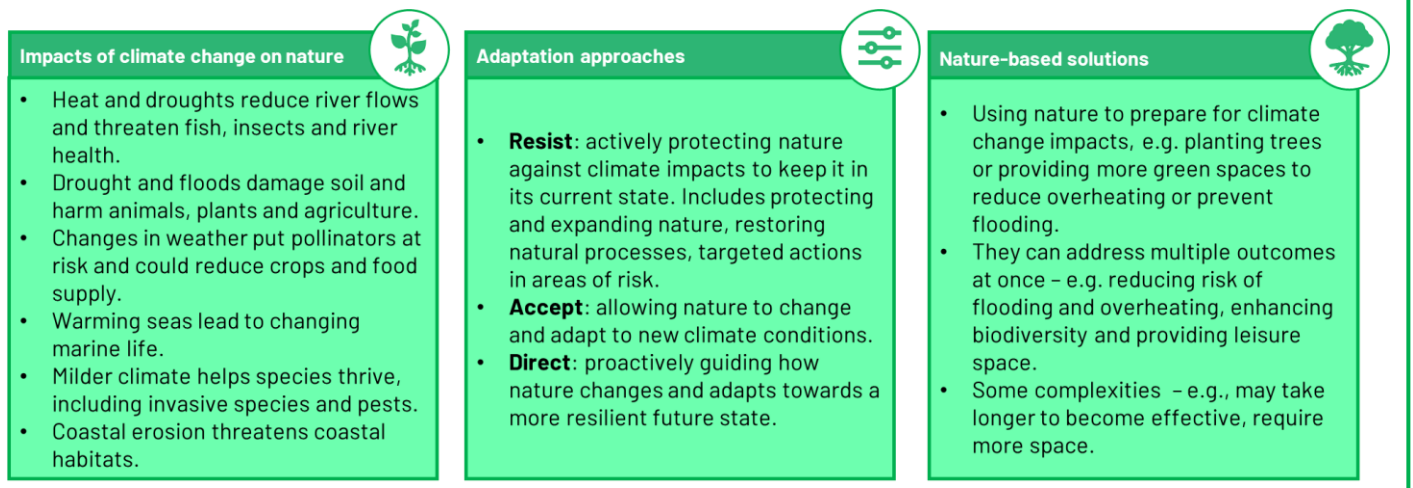 Impacts of climate change on nature
• Heat and droughts reduce river flows
and threaten fish, insects and river
health.
• Drought and floods damage soil and
harm animals, plants and agriculture.
• Changes in weather put pollinators at
risk and could reduce crops and food
supply.
• Warming seas lead to changing
marine life.
• Milder climate helps species thrive,
including invasive species and pests.
• Coastal erosion threatens coastal
habitats.
Adaptation approaches
• Resist: actively protecting nature
against climate impacts to keep it in
its current state. Includes protecting
and expanding nature, restoring
natural processes, targeted actions
in areas of risk.
• Accept: allowing nature to change
and adapt to new climate conditions.
• Direct: proactively guiding how
nature changes and adapts towards a
more resilient future state.
Nature-based solutions
• Using nature to prepare for climate
change impacts, e.g. planting trees
or providing more green spaces to
reduce overheating or prevent
flooding.
• They can address multiple outcomes
at once – e.g. reducing risk of
flooding and overheating, enhancing
biodiversity and providing leisure
space.
• Some complexities – e.g., may take
longer to become effective, require
more space.